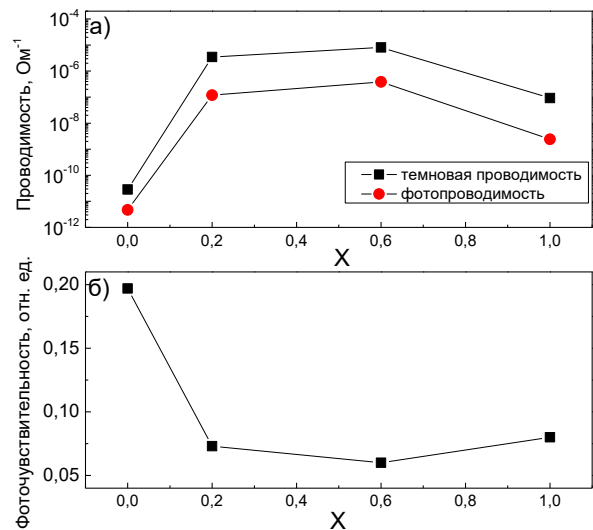 а)
Проводимость, Ом⁻¹
10⁻⁴
10⁻⁶
10⁻⁸
10⁻¹⁰
10⁻¹²
темновая проводимость
фотопроводимость
0,0 0,2 0,4 0,6 0,8 1,0
X
б)
Фоточувствительность, отн. ед.
0,20
0,15
0,10
0,05
0,0 0,2 0,4 0,6 0,8 1,0
X